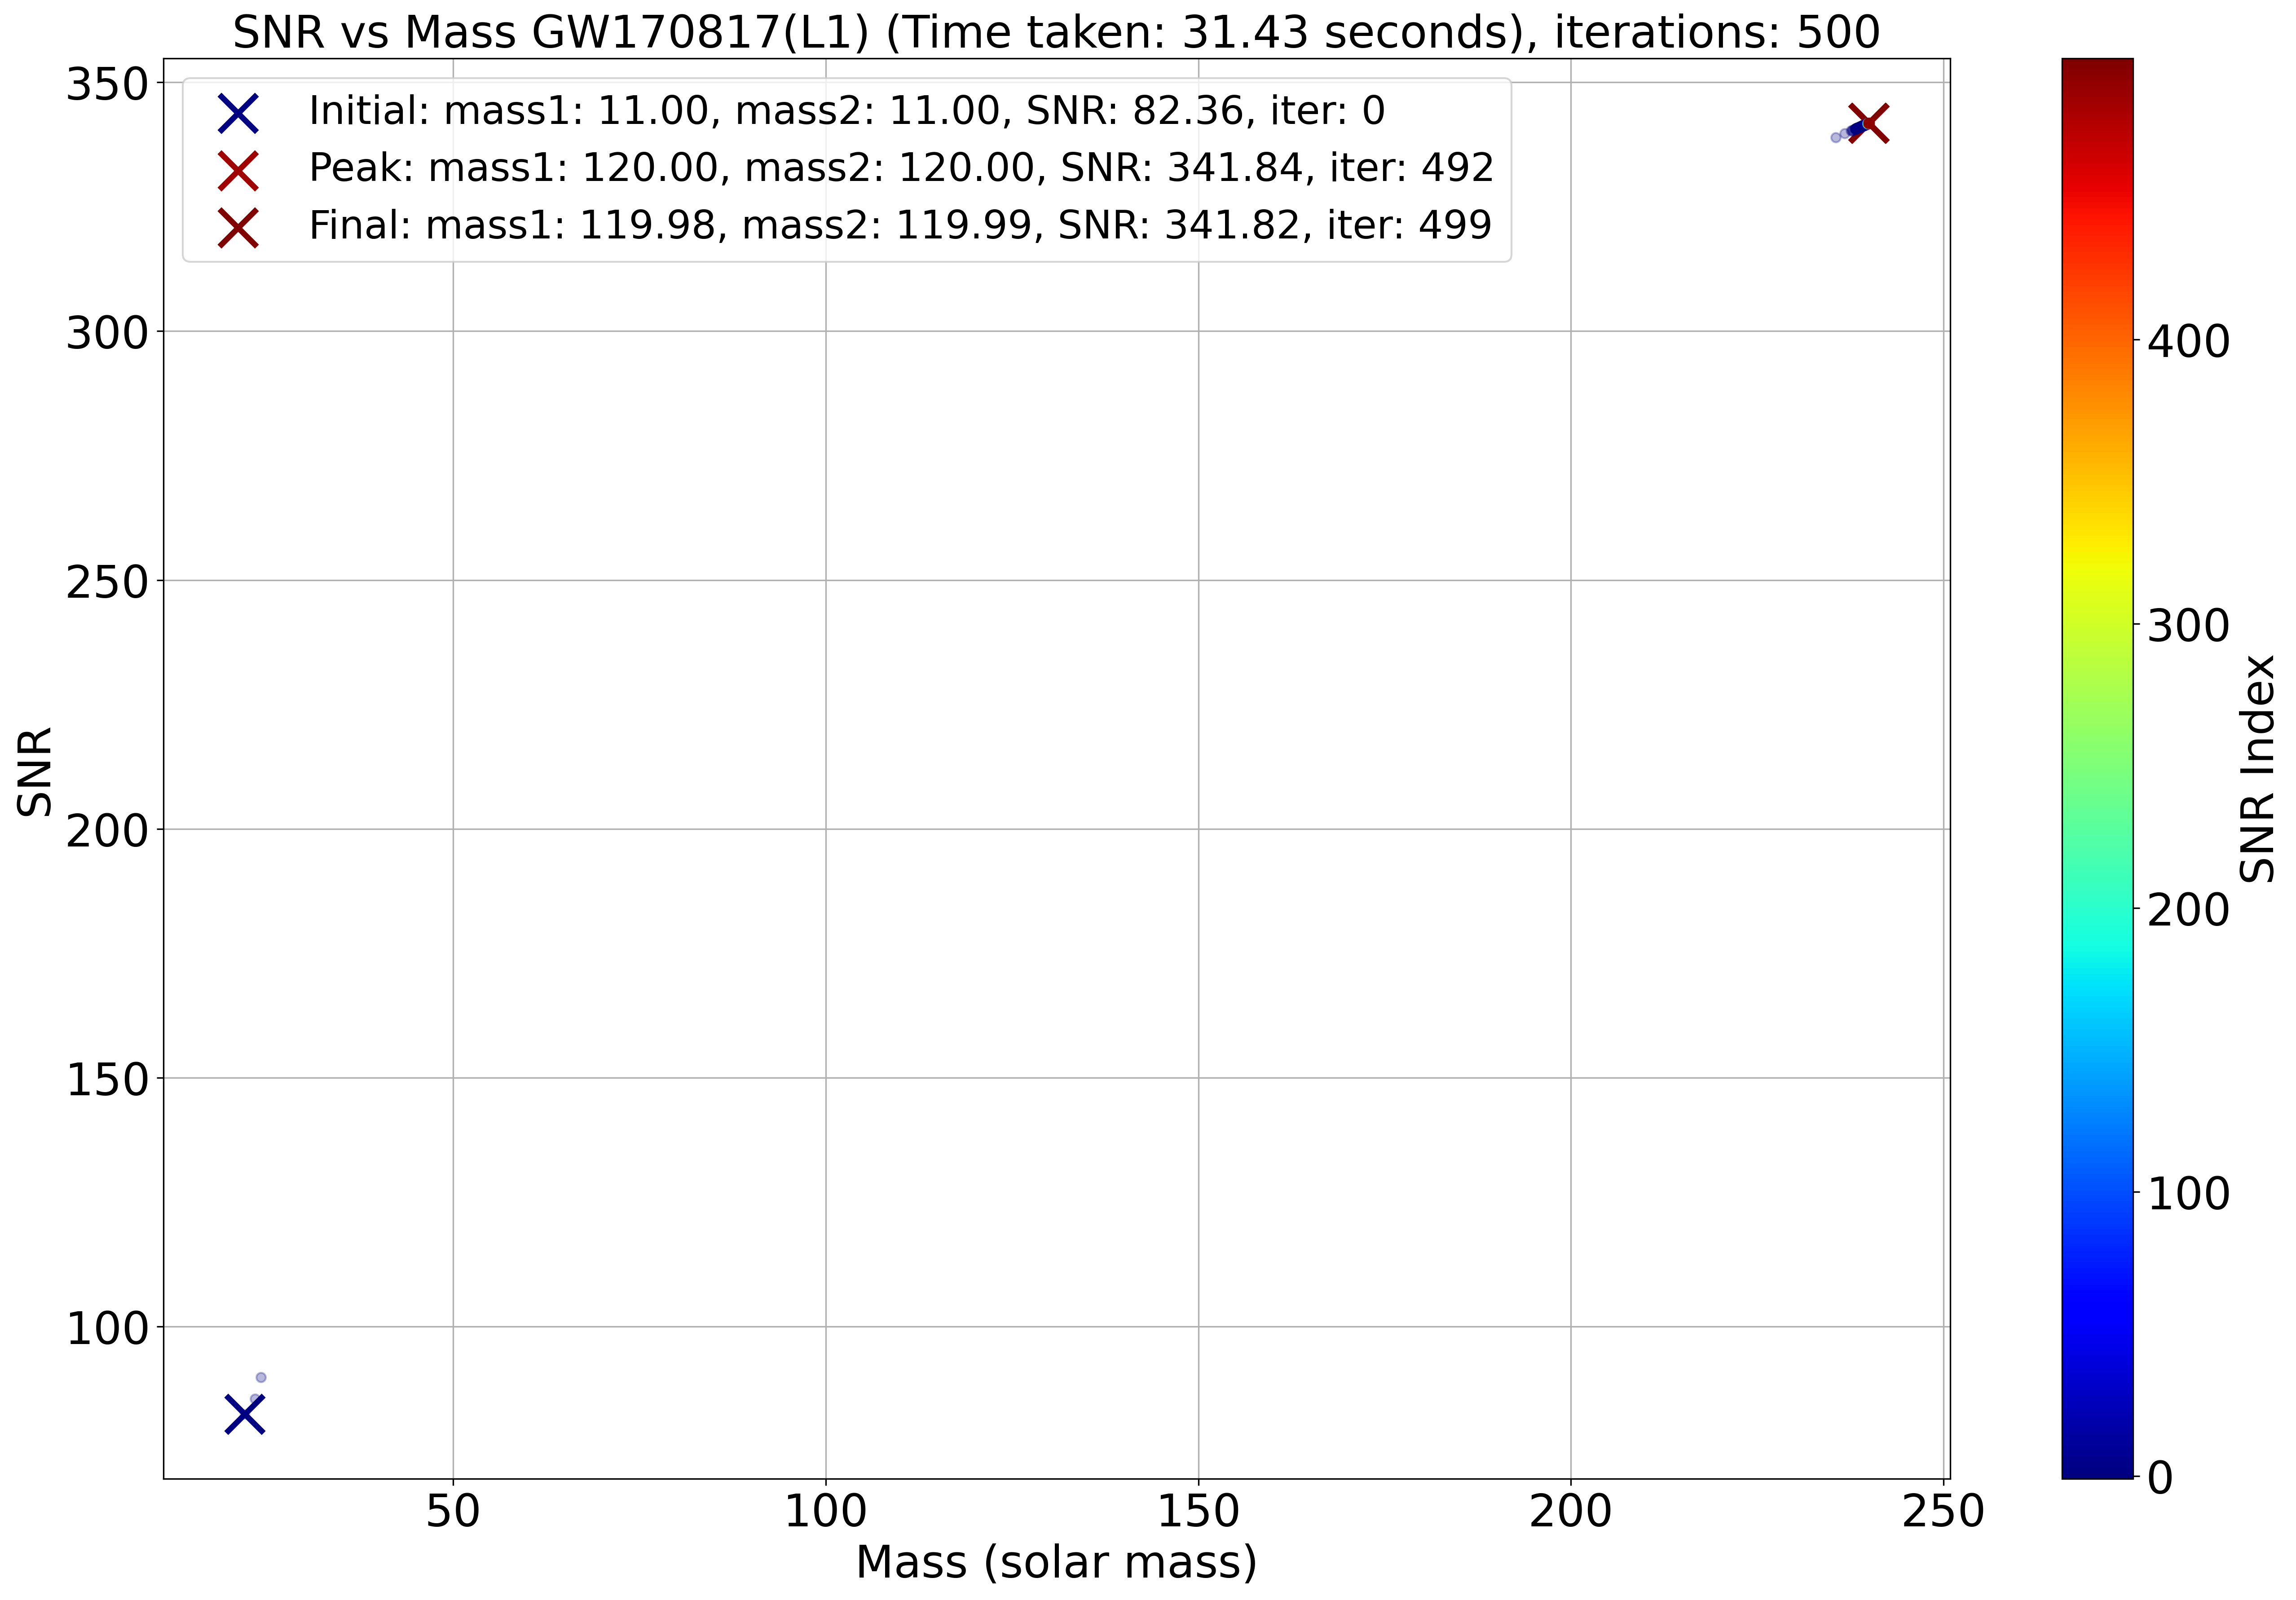 SNR vs Mass GW170817(L1) (Time taken: 31.43 seconds), iterations: 500
Initial: mass1: 11.00, mass2: 11.00, SNR: 82.36, iter: 0
Peak: mass1: 120.00, mass2: 120.00, SNR: 341.84, iter: 492
Final: mass1: 119.98, mass2: 119.99, SNR: 341.82, iter: 499
350
300
250
200
150
100
SNR
50
100
150
200
250
Mass (solar mass)
400
300
200
100
0
SNR Index